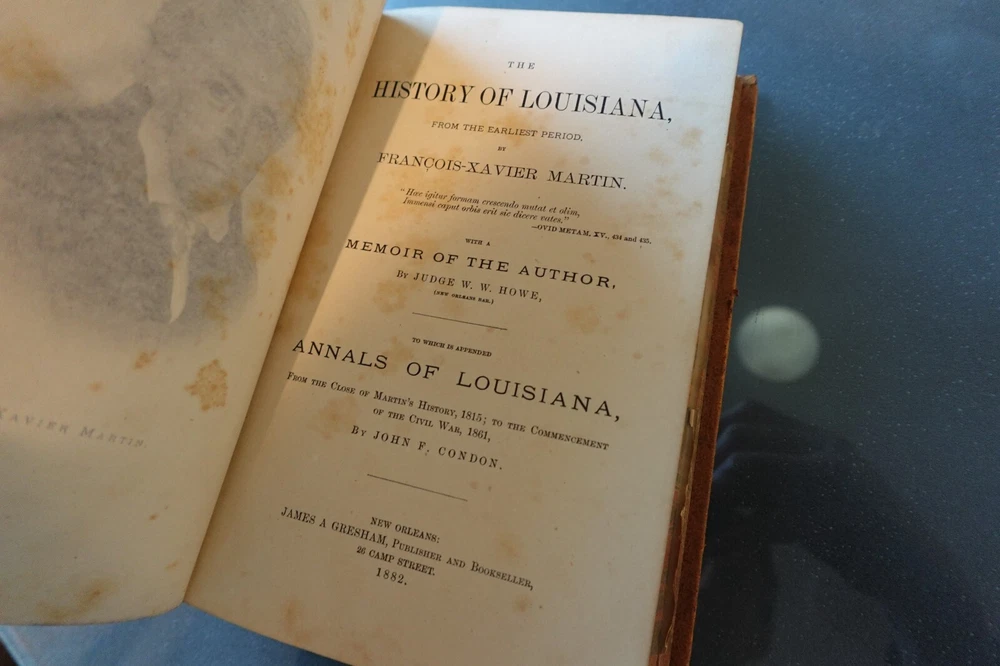 XAVIER MARTIN.
THE
HISTORY OF LOUISIANA,
FROM THE EARLIEST PERIOD.
BY
FRANÇOIS-XAVIER MARTIN.
"Hæc igitur formam crescendo mutat et olim,
Immensi caput orbis erit sic dicere vates."
—OVID METAM, XV., 434 and 435.
WITH A
MEMOIR OF THE AUTHOR,
BY JUDGE W. W. HOWE,
(NEW ORLEANS BAR.)
TO WHICH IS APPENDED
ANNALS OF LOUISIANA,
FROM THE CLOSE OF MARTIN'S HISTORY, 1815; TO THE COMMENCEMENT
OF THE CIVIL WAR, 1861,
BY JOHN F. CONDON.
NEW ORLEANS:
JAMES A GRESHAM, PUBLISHER AND BOOKSELLER,
26 CAMP STREET.
1882.